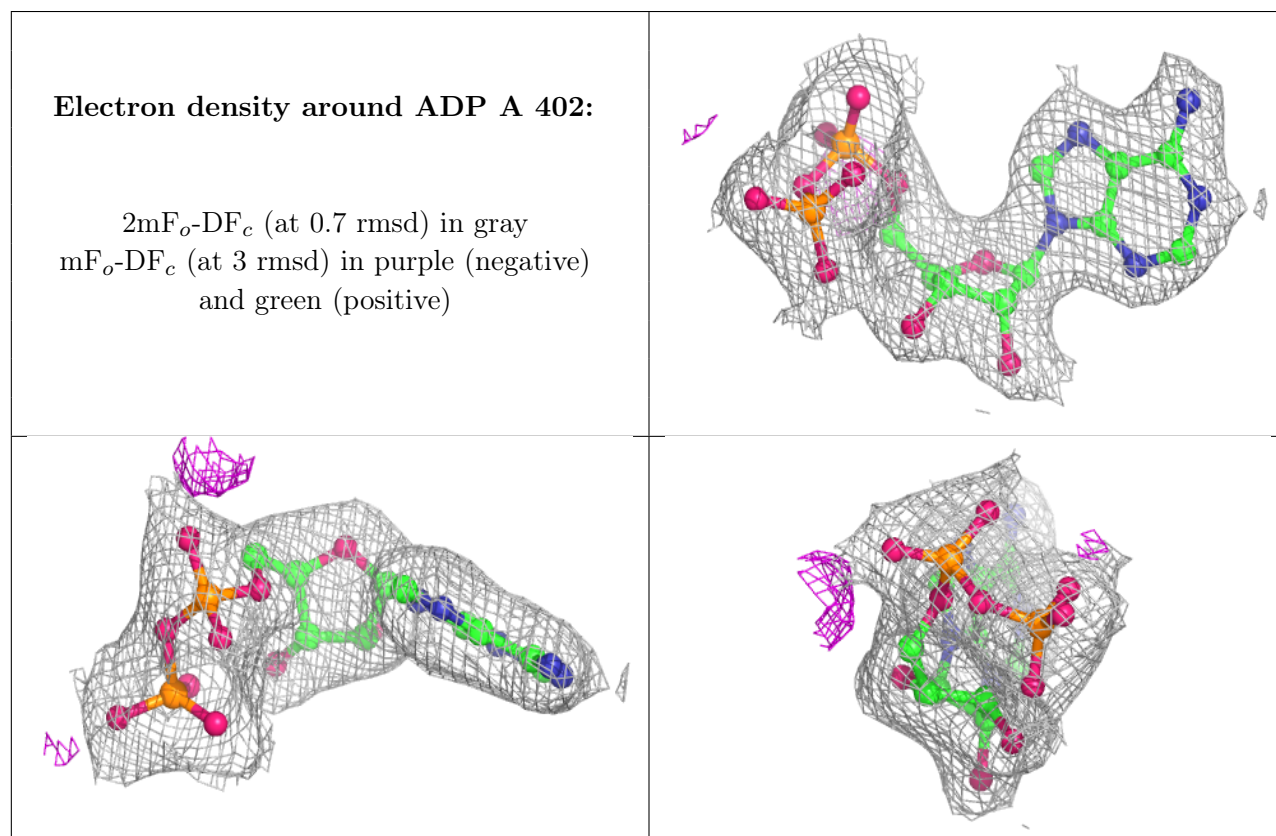 Electron density around ADP A 402:
2mFo-DFc (at 0.7 rmsd) in gray
mFo-DFc (at 3 rmsd) in purple (negative)
and green (positive)